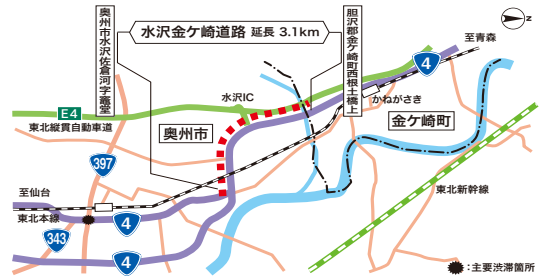 奥州市水沢佐倉河字竈堂
水沢金ケ崎道路 延長 3.1km
胆沢郡金ケ崎町西根土橋上
至青森
N
4
水沢IC
かねがさき
E4
東北縦貫自動車道
奥州市
金ケ崎町
397
至仙台
東北本線
4
343
4
東北新幹線
:主要渋滞箇所